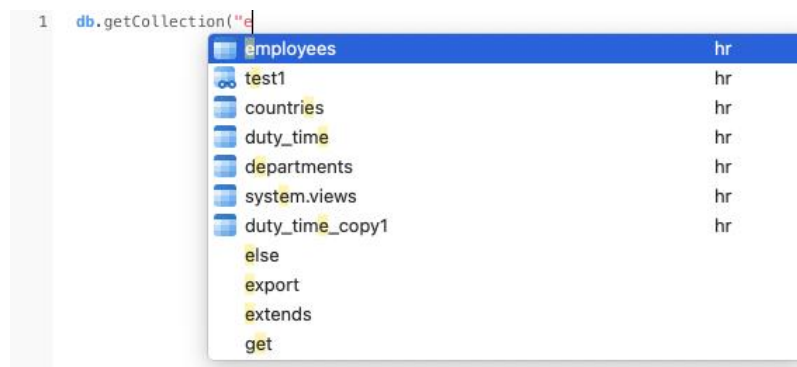 1 db.getCollection("e
employees hr
test1 hr
countries hr
duty_time hr
departments hr
system.views hr
duty_time_copy1 hr
else
export
extends
get